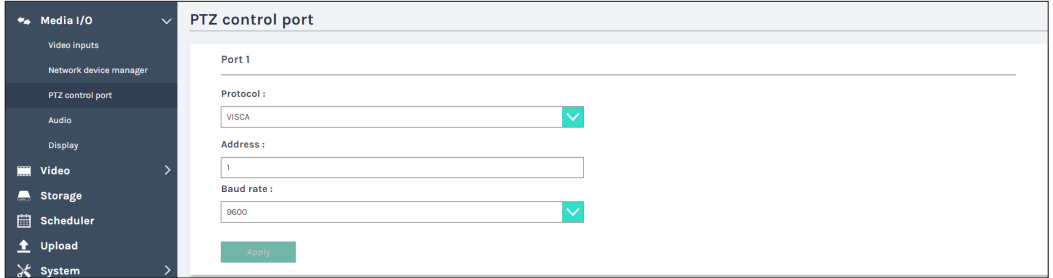 Media I/O
Video inputs
Network device manager
PTZ control port
Audio
Display
Video
Storage
Scheduler
Upload
System
PTZ control port
Port 1
Protocol :
VISCA
Address :
1
Baud rate :
9600
Apply